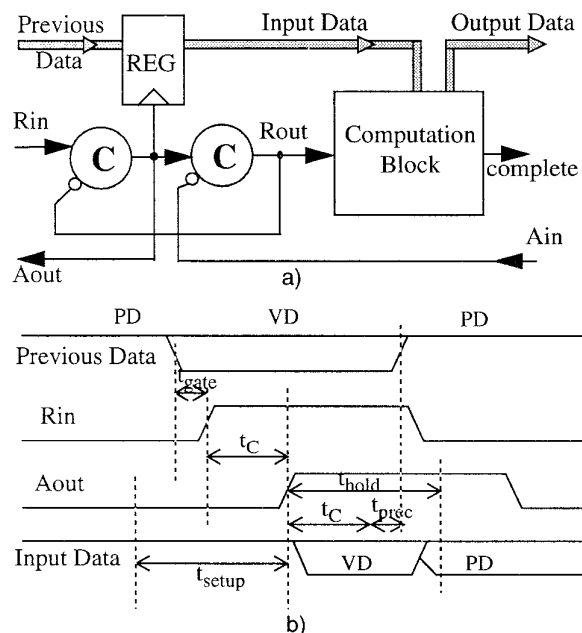 Previous
Data
REG
Input Data
Output Data
Rin
C
C
Rout
Computation
Block
complete
Aout
Ain
a)
PD
VD
PD
Previous Data
tgate
Rin
tC
Aout
thold
tC
tprec
Input Data
tsetup
VD
PD
b)